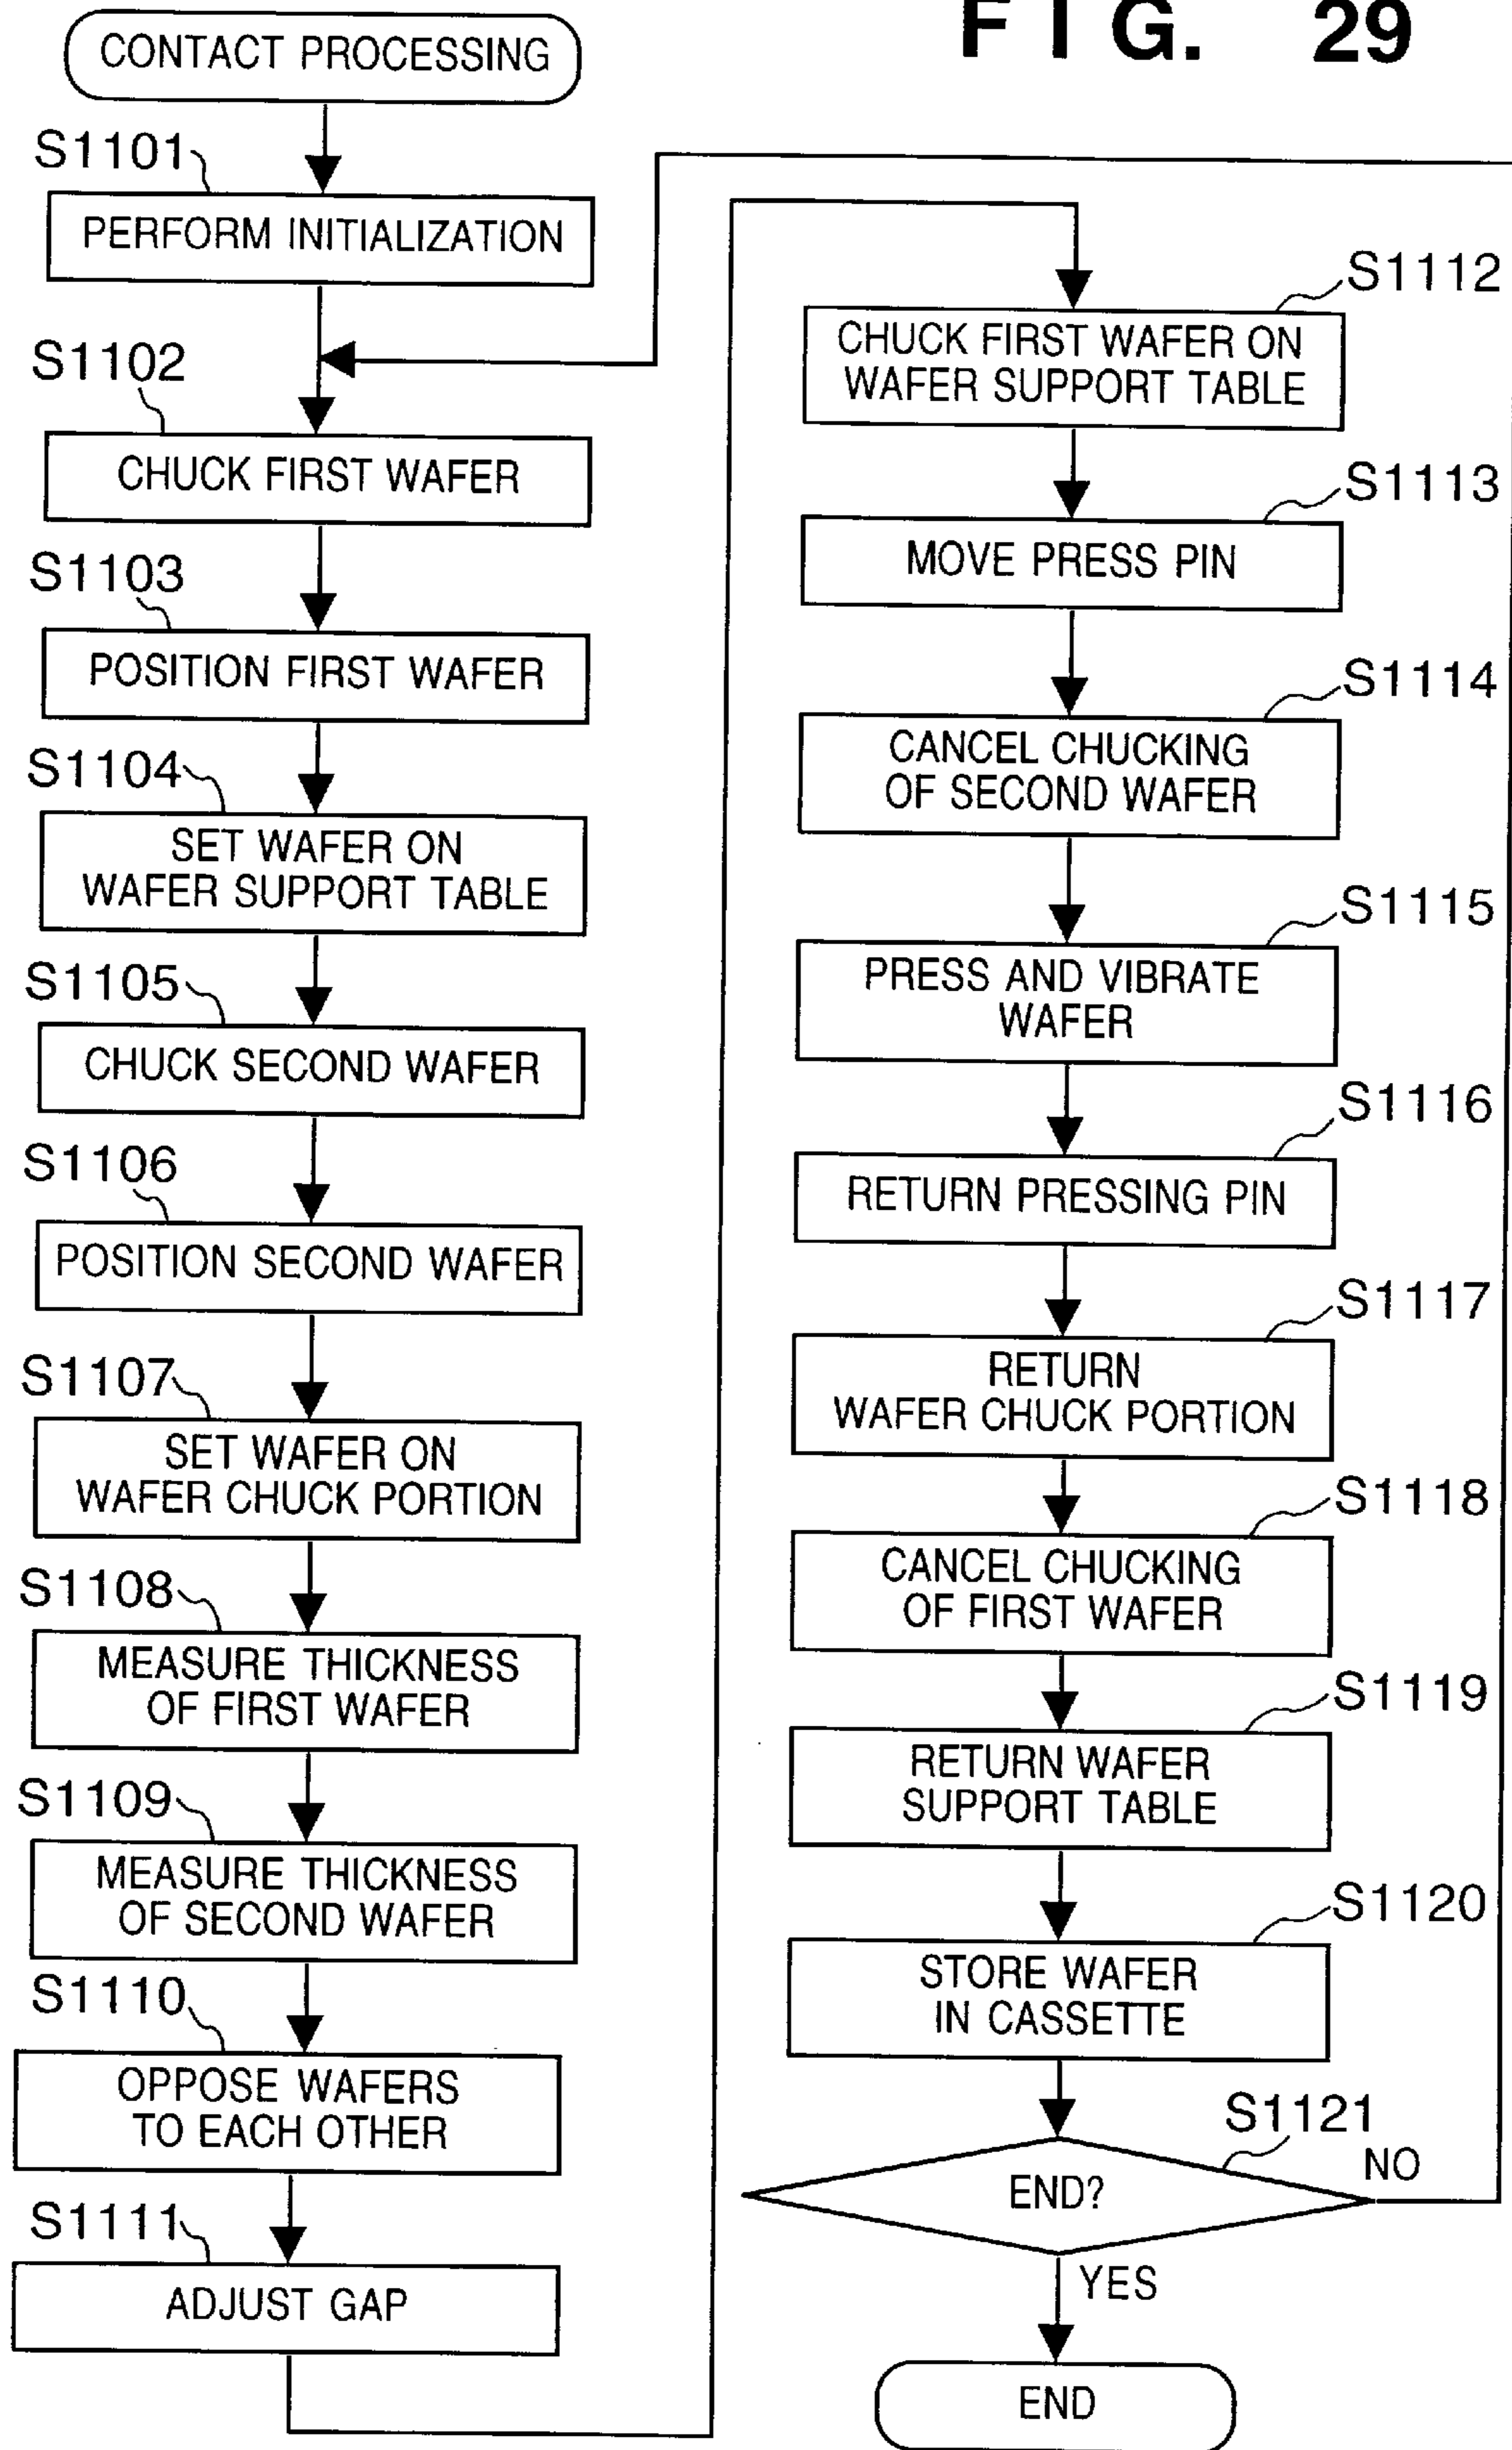 FIG. 29
CONTACT PROCESSING
S1101
PERFORM INITIALIZATION
S1102
CHUCK FIRST WAFER
S1103
POSITION FIRST WAFER
S1104
SET WAFER ON
WAFER SUPPORT TABLE
S1105
CHUCK SECOND WAFER
S1106
POSITION SECOND WAFER
S1107
SET WAFER ON
WAFER CHUCK PORTION
S1108
MEASURE THICKNESS
OF FIRST WAFER
S1109
MEASURE THICKNESS
OF SECOND WAFER
S1110
OPPOSE WAFERS
TO EACH OTHER
S1111
ADJUST GAP
S1112
CHUCK FIRST WAFER ON
WAFER SUPPORT TABLE
S1113
MOVE PRESS PIN
S1114
CANCEL CHUCKING
OF SECOND WAFER
S1115
PRESS AND VIBRATE
WAFER
S1116
RETURN PRESSING PIN
S1117
RETURN
WAFER CHUCK PORTION
S1118
CANCEL CHUCKING
OF FIRST WAFER
S1119
RETURN WAFER
SUPPORT TABLE
S1120
STORE WAFER
IN CASSETTE
S1121
END?
NO
YES
END